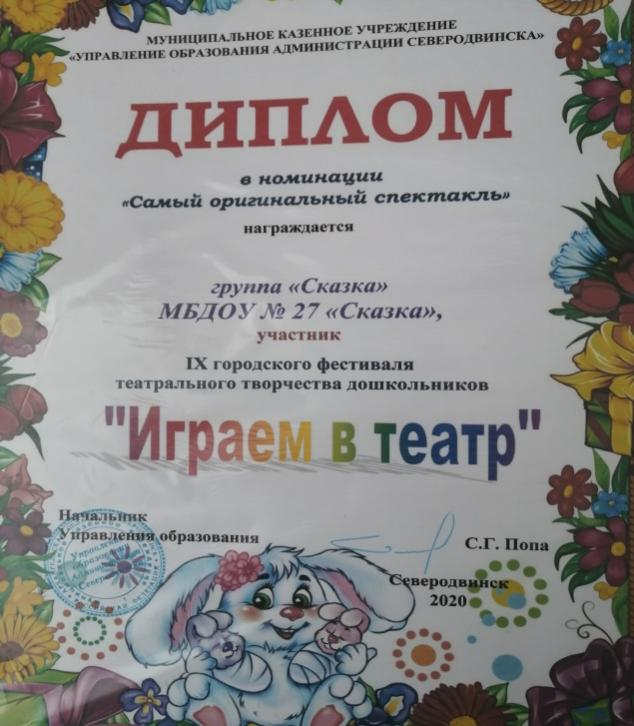 МУНИЦИПАЛЬНОЕ КАЗЕННОЕ УЧРЕЖДЕНИЕ
«УПРАВЛЕНИЕ ОБРАЗОВАНИЯ АДМИНИСТРАЦИИ СЕВЕРОДВИНСКА»
ДИПЛОМ
в номинации
«Самый оригинальный спектакль»
награждается
группа «Сказка»
МБДОУ № 27 «Сказка»,
участник
IX городского фестиваля
театрального творчества дошкольников
"Играем в театр"
Начальник
Управления образования
С.Г. Попа
Северодвинск
2020